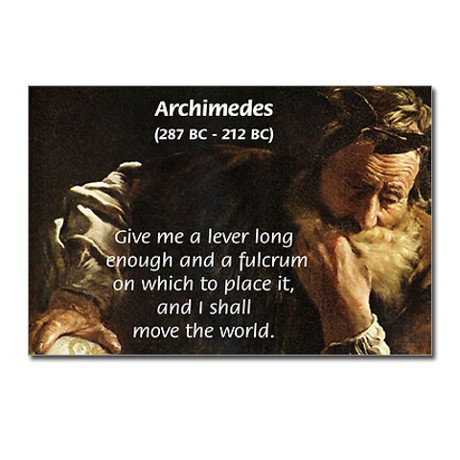 Archimedes
(287 BC - 212 BC)
Give me a lever long
enough and a fulcrum
on which to place it,
and I shall
move the world.